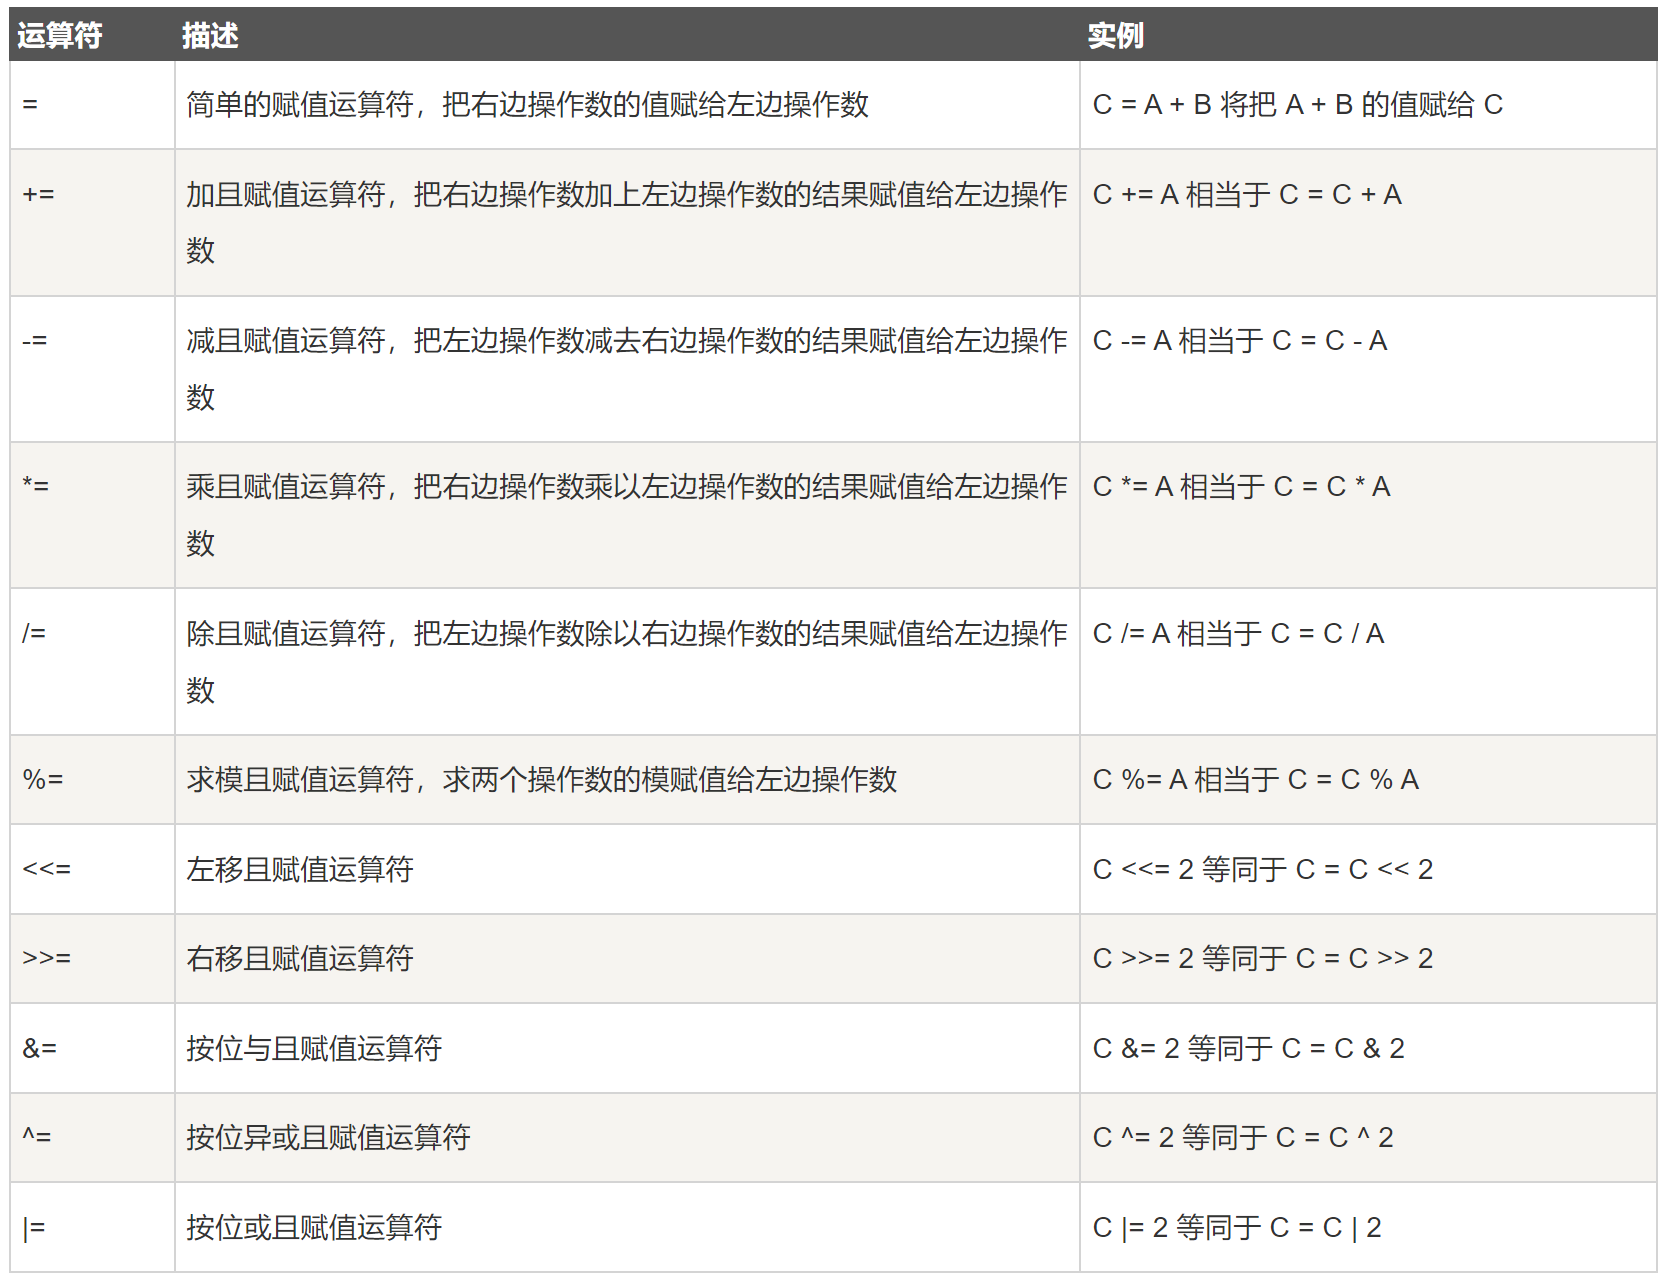 运算符 描述 实例
= 简单的赋值运算符，把右边操作数的值赋给左边操作数 C = A + B 将把 A + B 的值赋给 C
+= 加且赋值运算符，把右边操作数加上左边操作数的结果赋值给左边操作 C += A 相当于 C = C + A
数
-= 减且赋值运算符，把左边操作数减去右边操作数的结果赋值给左边操作 C -= A 相当于 C = C - A
数
*= 乘且赋值运算符，把右边操作数乘以左边操作数的结果赋值给左边操作 C *= A 相当于 C = C * A
数
/= 除且赋值运算符，把左边操作数除以右边操作数的结果赋值给左边操作 C /= A 相当于 C = C / A
数
%= 求模且赋值运算符，求两个操作数的模赋值给左边操作数 C %= A 相当于 C = C % A
<<= 左移且赋值运算符 C <<= 2 等同于 C = C << 2
>>= 右移且赋值运算符 C >>= 2 等同于 C = C >> 2
&= 按位与且赋值运算符 C &= 2 等同于 C = C & 2
^= 按位异或且赋值运算符 C ^= 2 等同于 C = C ^ 2
|= 按位或且赋值运算符 C |= 2 等同于 C = C | 2